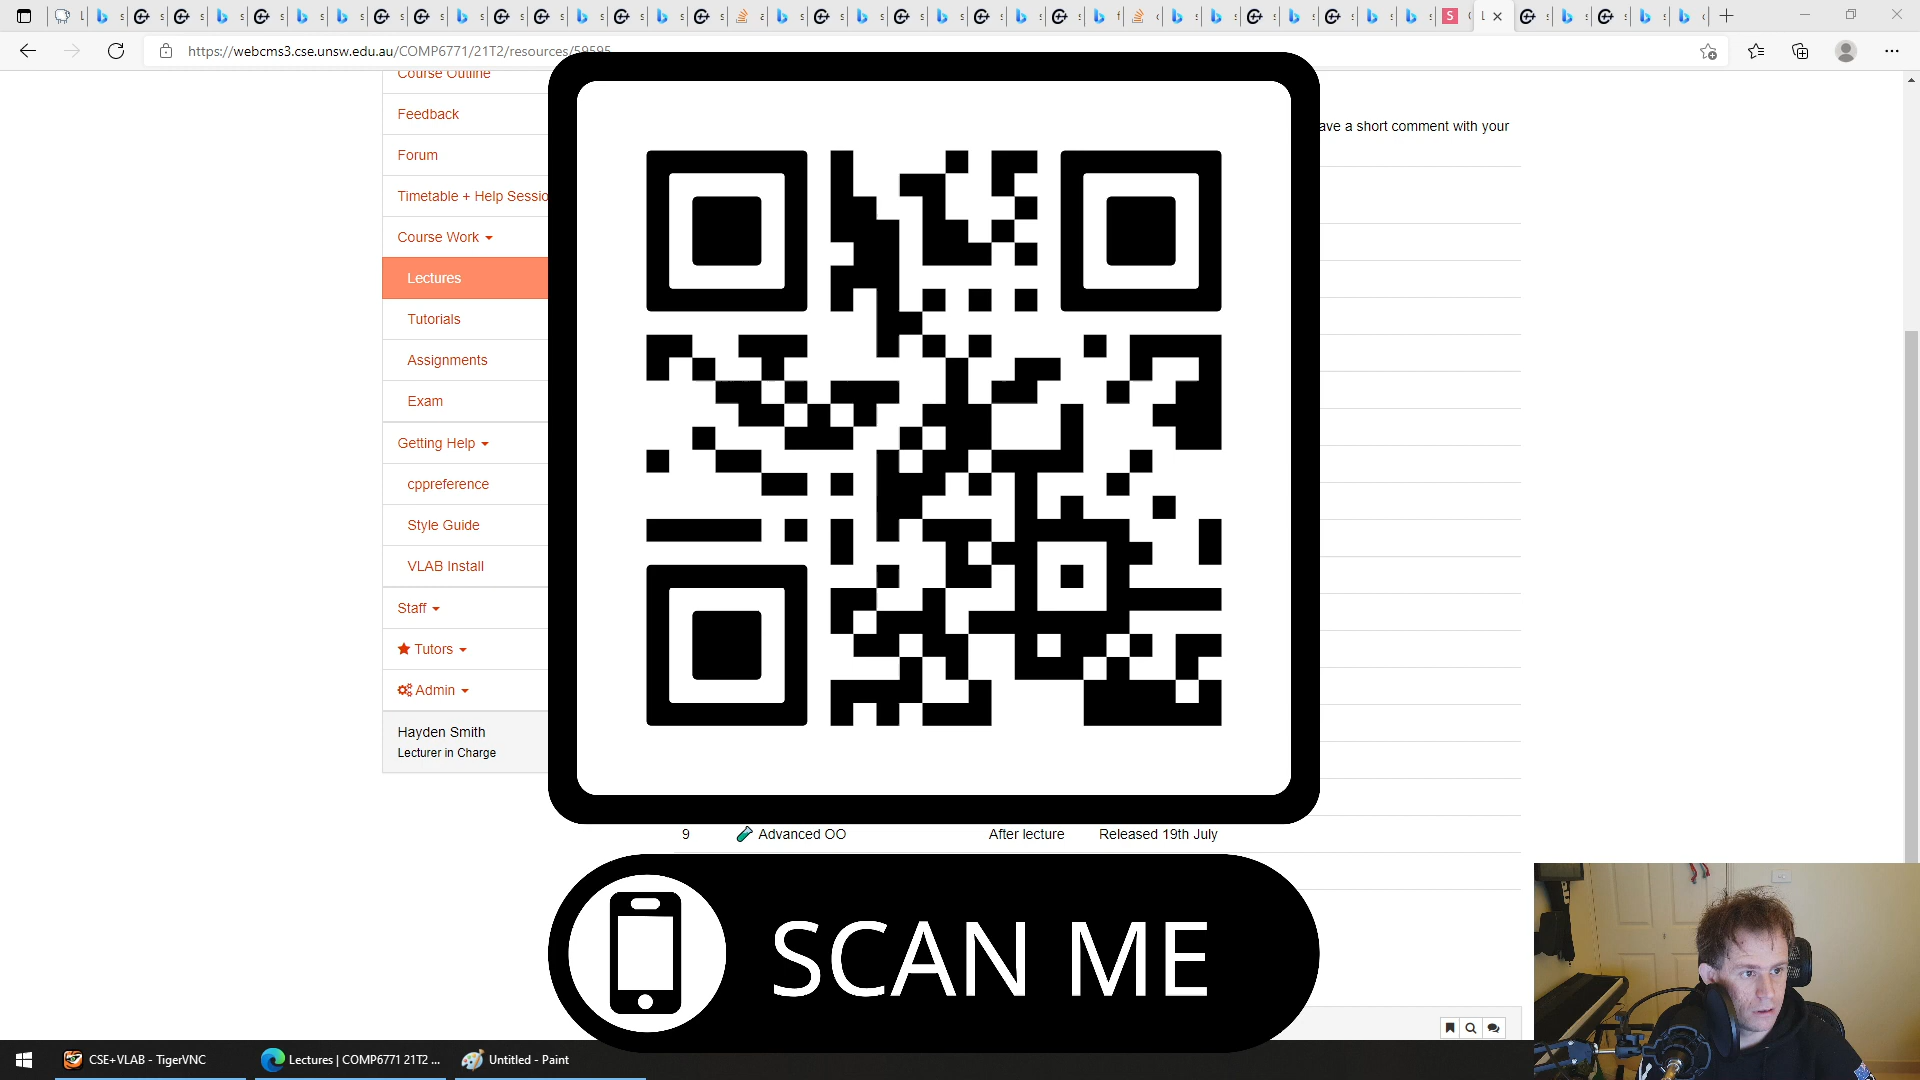 https://webcms3.cse.unsw.edu.au/COMP6771/21T2/resources/59595
Course Outline
Feedback
Forum
Timetable + Help Sessio
Course Work
Lectures
Tutorials
Assignments
Exam
Getting Help
cppreference
Style Guide
VLAB Install
Staff
Tutors
Admin
Hayden Smith
Lecturer in Charge
ave a short comment with your
9 Advanced OO After lecture Released 19th July
SCAN ME
CSE+VLAB - TigerVNC
Lectures | COMP6771 21T2 ...
Untitled - Paint